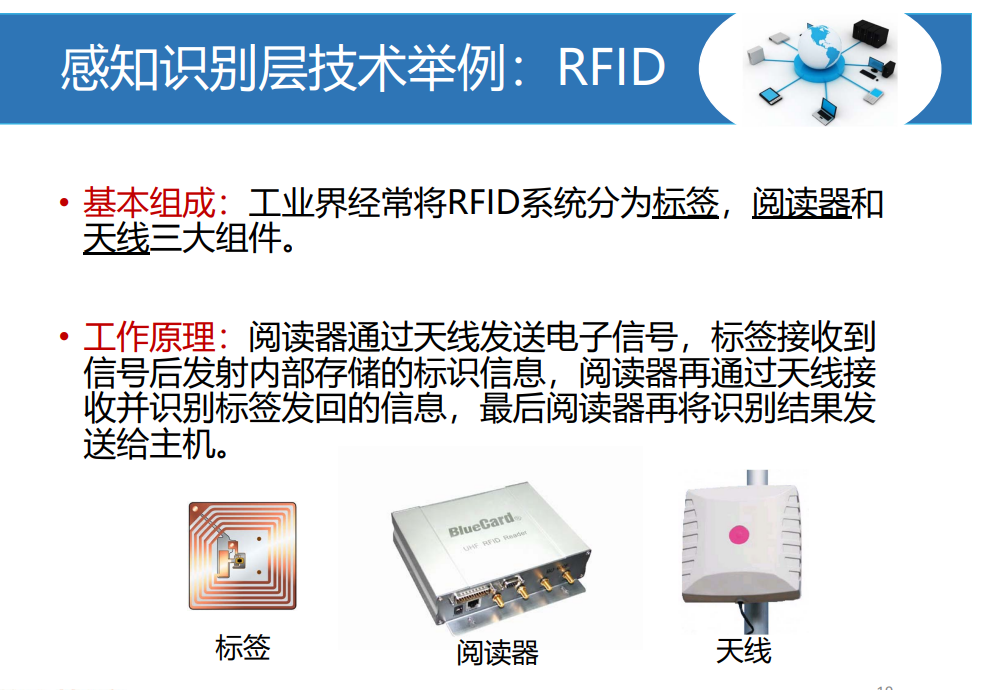 感知识别层技术举例：RFID
• 基本组成：工业界经常将RFID系统分为标签，阅读器和
天线三大组件。
• 工作原理：阅读器通过天线发送电子信号，标签接收到
信号后发射内部存储的标识信息，阅读器再通过天线接
收并识别标签发回的信息，最后阅读器再将识别结果发
送给主机。
BlueCard
UHF RFID Reader
标签
阅读器
天线